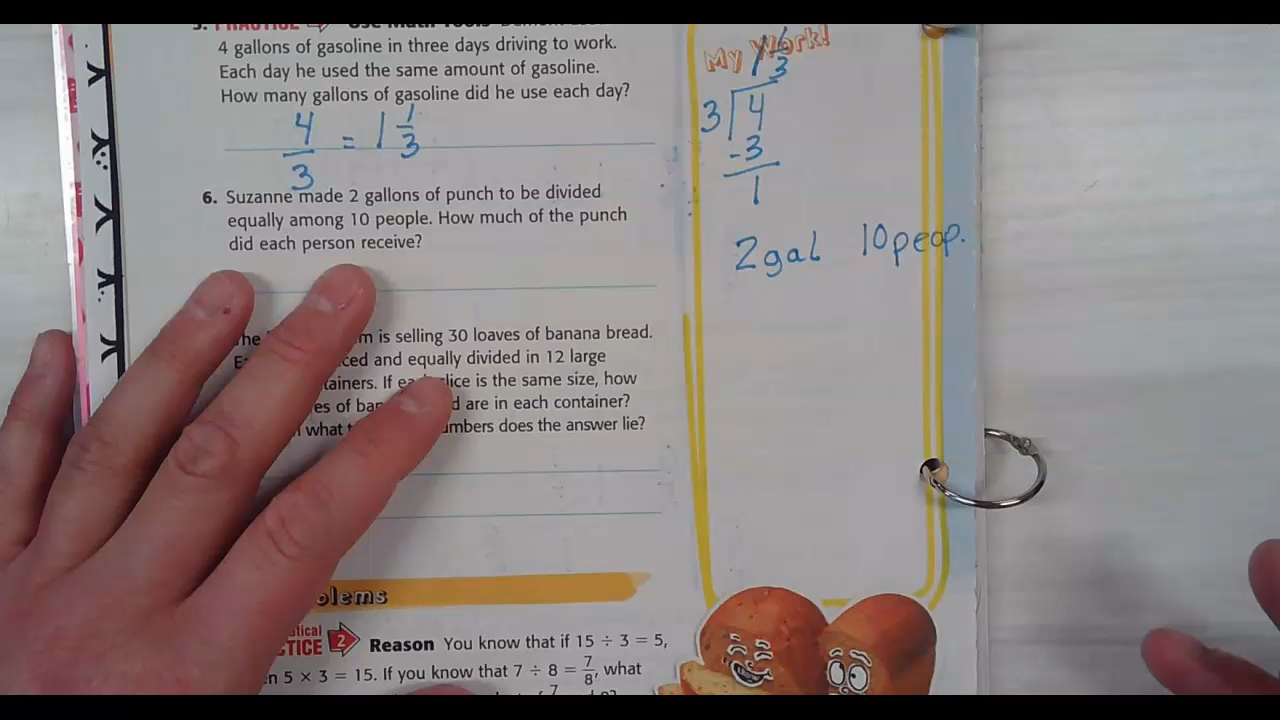 4 gallons of gasoline in three days driving to work.
Each day he used the same amount of gasoline.
How many gallons of gasoline did he use each day?
4/3 = 1 1/3
6. Suzanne made 2 gallons of punch to be divided
equally among 10 people. How much of the punch
did each person receive?
is selling 30 loaves of banana bread.
and equally divided in 12 large
If each slice is the same size, how
are in each container?
what does the answer lie?
Reason You know that if 15 ÷ 3 = 5,
5 × 3 = 15. If you know that 7 ÷ 8 = 7/8, what
My Work!
1 1/3
3 4
-3
1
2gal 10peop.
2